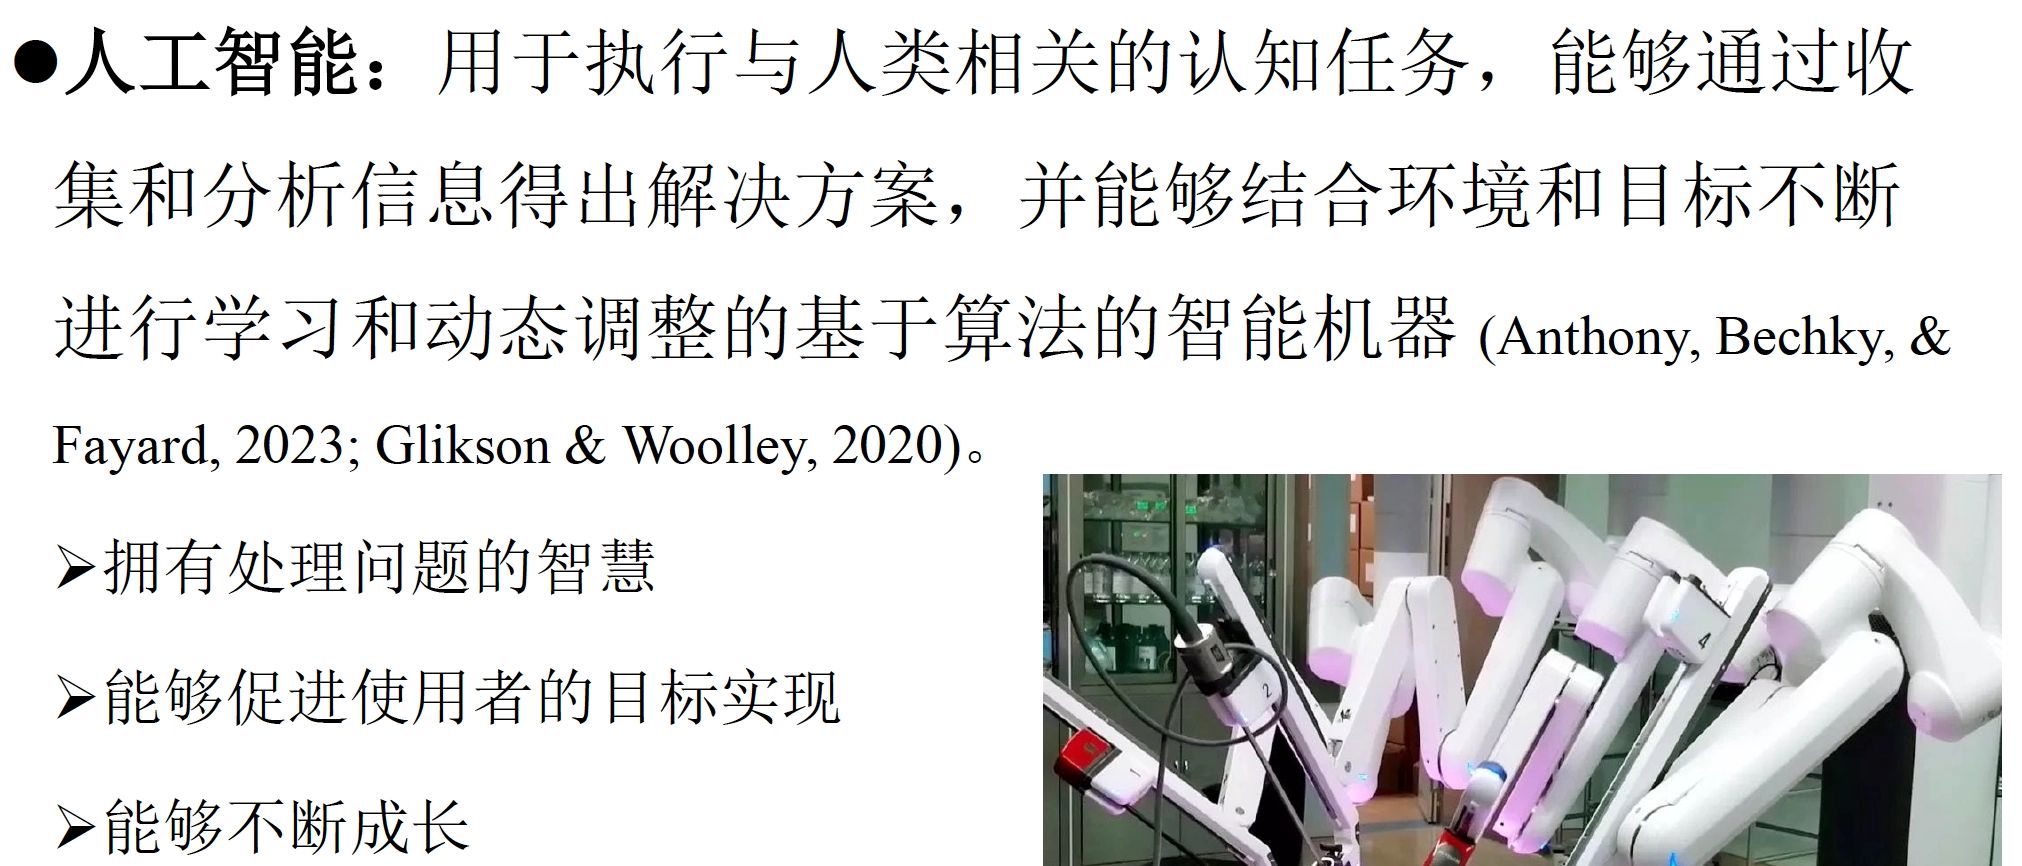 ●人工智能：用于执行与人类相关的认知任务，能够通过收
集和分析信息得出解决方案，并能够结合环境和目标不断
进行学习和动态调整的基于算法的智能机器 (Anthony, Bechky, &
Fayard, 2023; Glikson & Woolley, 2020)。
➢拥有处理问题的智慧
➢能够促进使用者的目标实现
➢能够不断成长
2
4
1